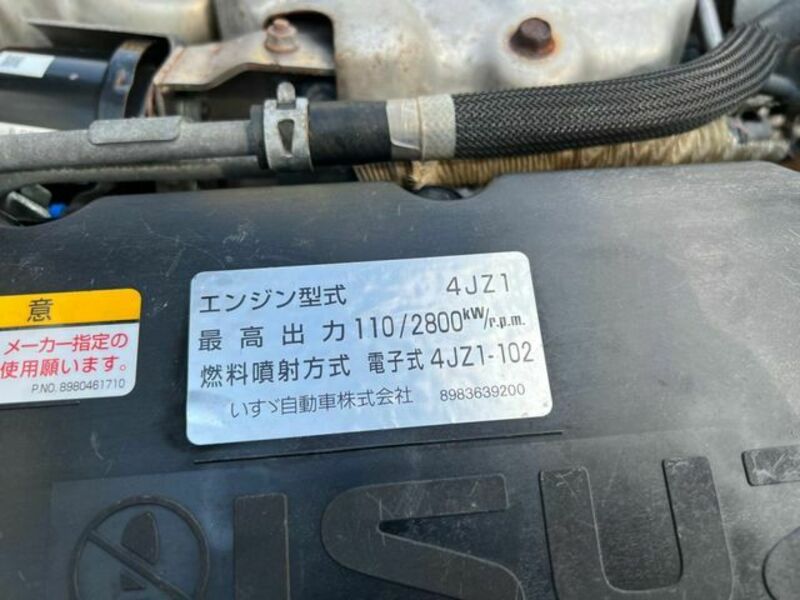 エンジン型式 4JZ1
最高出力 110/2800kW/r.p.m.
燃料噴射方式 電子式 4JZ1-102
いすゞ自動車株式会社 8983639200
意
メーカー指定の
使用願います。
P.NO. 8980461710
ISUZ